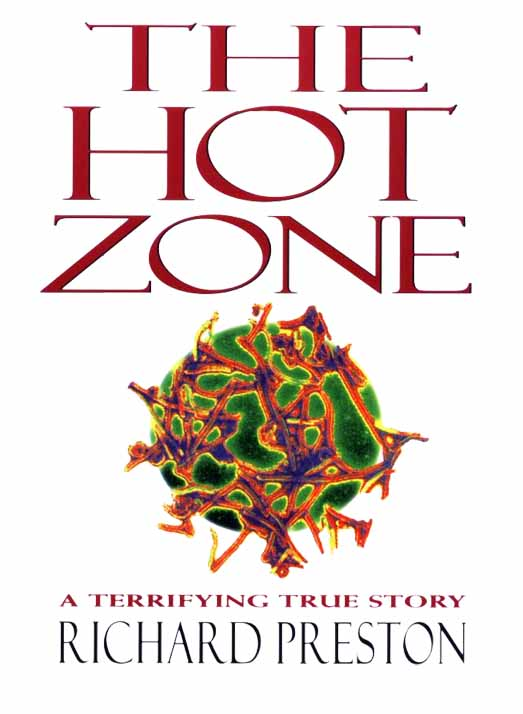 THE
HOT
ZONE
A TERRIFYING TRUE STORY
RICHARD PRESTON